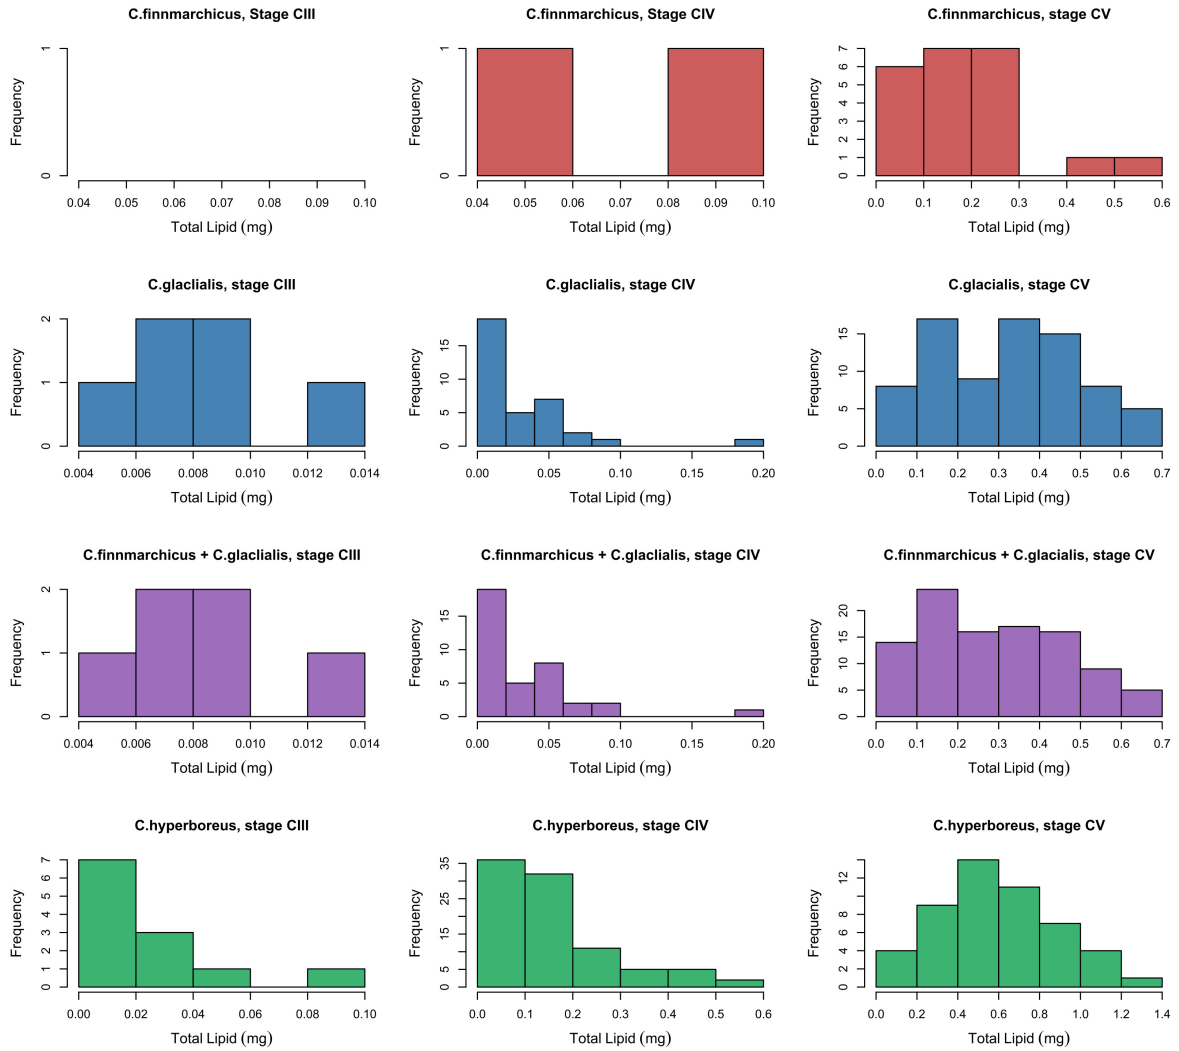 C.finnmarchicus, Stage CIII
C.finnmarchicus, Stage CIV
C.finnmarchicus, stage CV
Frequency
0 1
0.04 0.05 0.06 0.07 0.08 0.09 0.10
Total Lipid (mg)
Frequency
0 1
0.04 0.05 0.06 0.07 0.08 0.09 0.10
Total Lipid (mg)
Frequency
0 1 2 3 4 5 6 7
0.0 0.1 0.2 0.3 0.4 0.5 0.6
Total Lipid (mg)
C.glaclialis, stage CIII
C.glaclialis, stage CIV
C.glacialis, stage CV
Frequency
0 1 2
0.004 0.006 0.008 0.010 0.012 0.014
Total Lipid (mg)
Frequency
0 5 10 15
0.00 0.05 0.10 0.15 0.20
Total Lipid (mg)
Frequency
0 5 10 15
0.0 0.1 0.2 0.3 0.4 0.5 0.6 0.7
Total Lipid (mg)
C.finnmarchicus + C.glaclialis, stage CIII
C.finnmarchicus + C.glaclialis, stage CIV
C.finnmarchicus + C.glacialis, stage CV
Frequency
0 1 2
0.004 0.006 0.008 0.010 0.012 0.014
Total Lipid (mg)
Frequency
0 5 10 15
0.00 0.05 0.10 0.15 0.20
Total Lipid (mg)
Frequency
0 5 10 15 20
0.0 0.1 0.2 0.3 0.4 0.5 0.6 0.7
Total Lipid (mg)
C.hyperboreus, stage CIII
C.hyperboreus, stage CIV
C.hyperboreus, stage CV
Frequency
0 1 2 3 4 5 6 7
0.00 0.02 0.04 0.06 0.08 0.10
Total Lipid (mg)
Frequency
0 5 15 25 35
0.0 0.1 0.2 0.3 0.4 0.5 0.6
Total Lipid (mg)
Frequency
0 2 4 6 8 12
0.0 0.2 0.4 0.6 0.8 1.0 1.2 1.4
Total Lipid (mg)